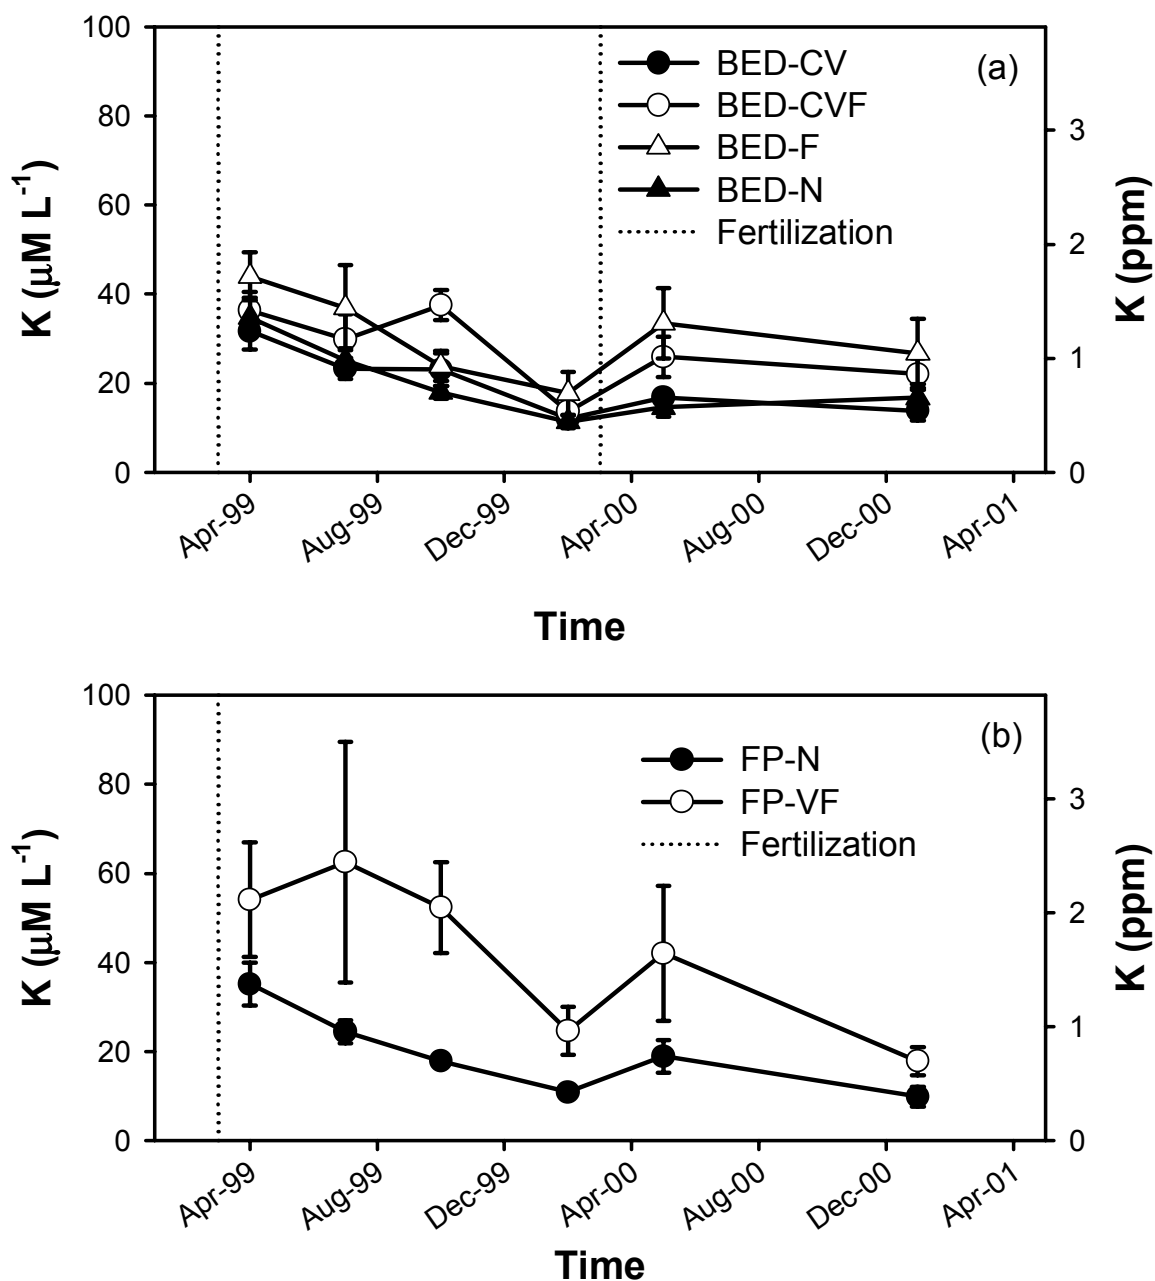 (a)
BED-CV
BED-CVF
BED-F
BED-N
Fertilization
K (μM L-1)
100
80
60
40
20
0
K (ppm)
3
2
1
0
Apr-99 Aug-99 Dec-99 Apr-00 Aug-00 Dec-00 Apr-01
Time
(b)
FP-N
FP-VF
Fertilization
K (μM L-1)
100
80
60
40
20
0
K (ppm)
3
2
1
0
Apr-99 Aug-99 Dec-99 Apr-00 Aug-00 Dec-00 Apr-01
Time